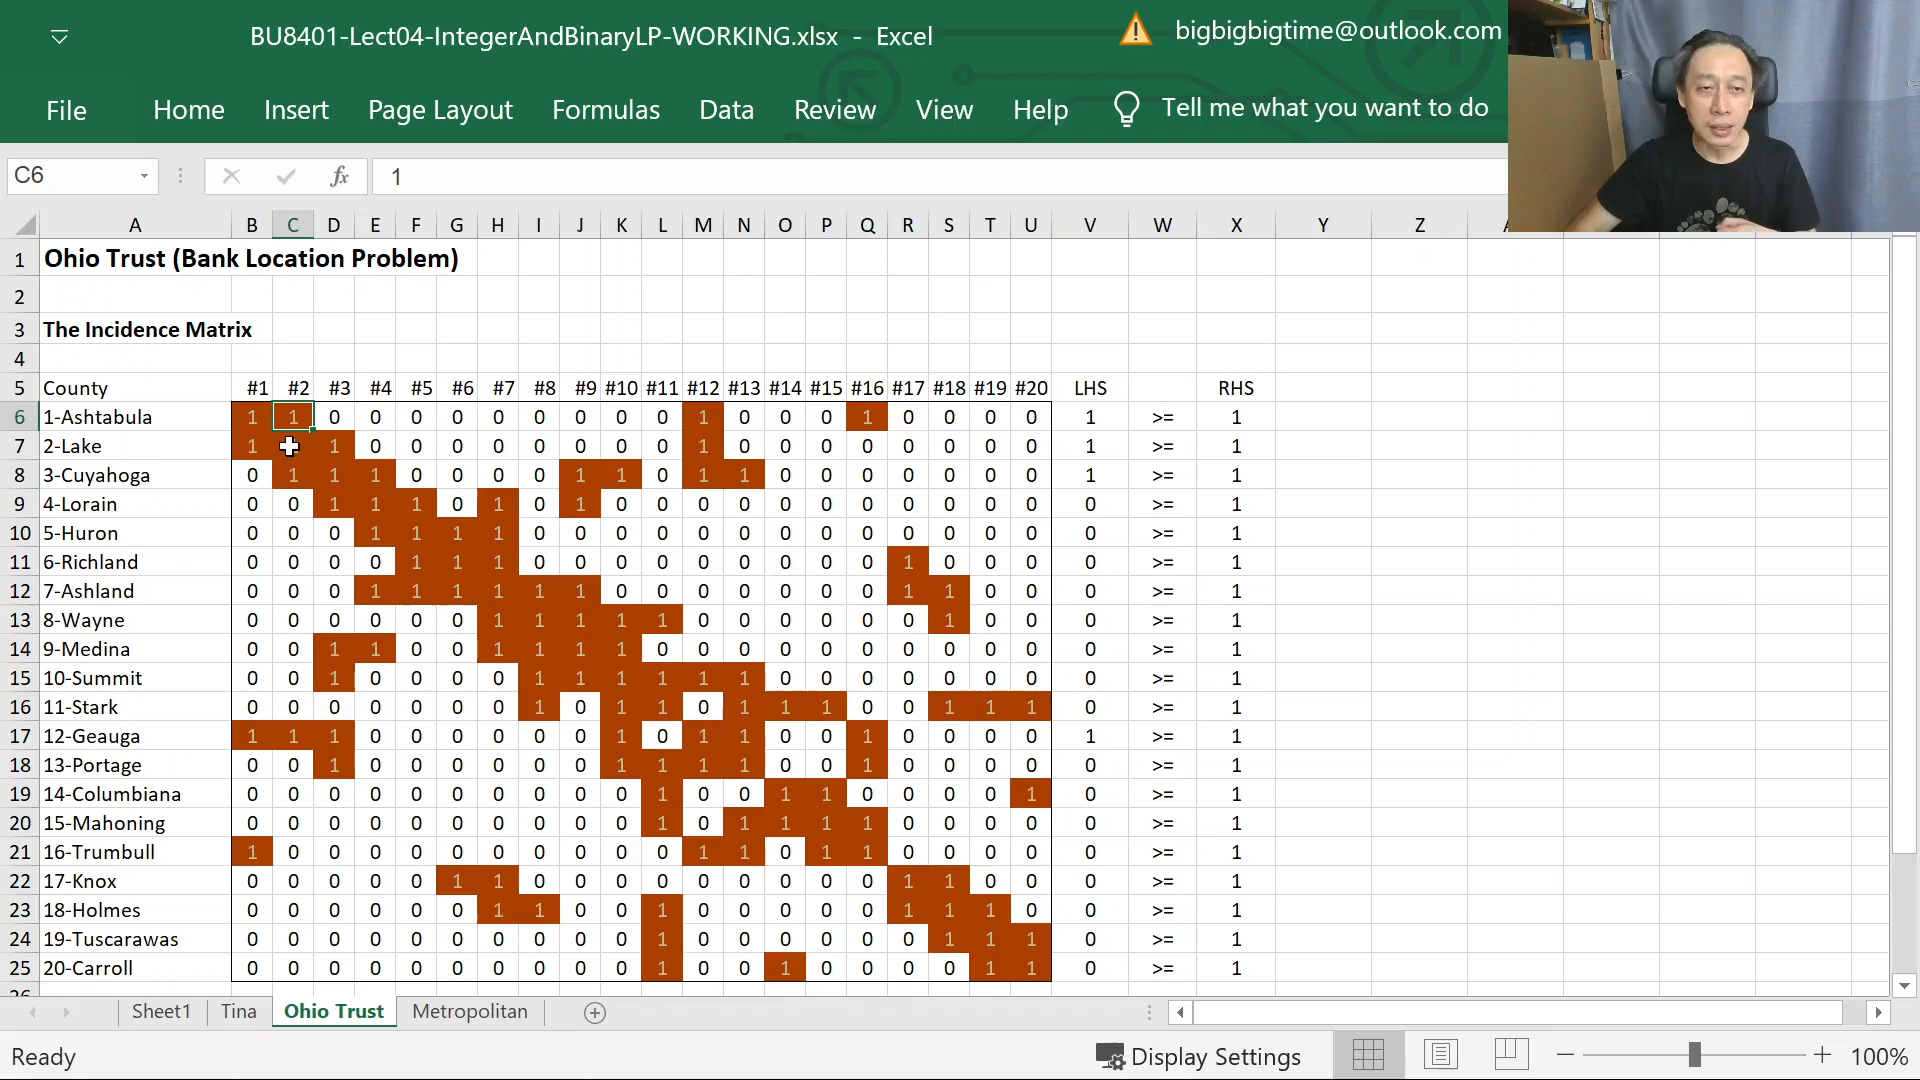 BU8401-Lect04-IntegerAndBinaryLP-WORKING.xlsx - Excel
bigbigbigtime@outlook.com
File Home Insert Page Layout Formulas Data Review View Help Tell me what you want to do
C6 fx 1
A B C D E F G H I J K L M N O P Q R S T U V W X Y Z
1 Ohio Trust (Bank Location Problem)
2
3 The Incidence Matrix
4
5 County #1 #2 #3 #4 #5 #6 #7 #8 #9 #10 #11 #12 #13 #14 #15 #16 #17 #18 #19 #20 LHS RHS
6 1-Ashtabula 1 1 0 0 0 0 0 0 0 0 0 1 0 0 0 1 0 0 0 0 1 >= 1
7 2-Lake 1 1 0 0 0 0 0 0 0 0 1 0 0 0 0 0 0 0 0 1 >= 1
8 3-Cuyahoga 0 1 1 1 0 0 0 0 1 1 0 1 1 0 0 0 0 0 0 0 1 >= 1
9 4-Lorain 0 0 1 1 1 0 1 0 1 0 0 0 0 0 0 0 0 0 0 0 0 >= 1
10 5-Huron 0 0 0 1 1 1 1 0 0 0 0 0 0 0 0 0 0 0 0 0 0 >= 1
11 6-Richland 0 0 0 0 1 1 1 0 0 0 0 0 0 0 0 0 1 0 0 0 0 >= 1
12 7-Ashland 0 0 0 1 1 1 1 1 1 0 0 0 0 0 0 0 1 1 0 0 0 >= 1
13 8-Wayne 0 0 0 0 0 0 1 1 1 1 1 0 0 0 0 0 0 1 0 0 0 >= 1
14 9-Medina 0 0 1 1 0 0 1 1 1 1 0 0 0 0 0 0 0 0 0 0 0 >= 1
15 10-Summit 0 0 1 0 0 0 0 1 1 1 1 1 1 0 0 0 0 0 0 0 0 >= 1
16 11-Stark 0 0 0 0 0 0 0 1 0 1 1 0 1 1 1 0 0 1 1 1 0 >= 1
17 12-Geauga 1 1 1 0 0 0 0 0 0 1 0 1 1 0 0 1 0 0 0 0 1 >= 1
18 13-Portage 0 0 1 0 0 0 0 0 0 1 1 1 1 0 0 1 0 0 0 0 0 >= 1
19 14-Columbiana 0 0 0 0 0 0 0 0 0 0 1 0 0 1 1 0 0 0 0 1 0 >= 1
20 15-Mahoning 0 0 0 0 0 0 0 0 0 0 1 0 1 1 1 1 0 0 0 0 0 >= 1
21 16-Trumbull 1 0 0 0 0 0 0 0 0 0 0 1 1 0 1 1 0 0 0 0 0 >= 1
22 17-Knox 0 0 0 0 0 1 1 0 0 0 0 0 0 0 0 0 1 1 0 0 0 >= 1
23 18-Holmes 0 0 0 0 0 0 1 1 0 0 1 0 0 0 0 0 1 1 1 0 0 >= 1
24 19-Tuscarawas 0 0 0 0 0 0 0 0 0 0 1 0 0 0 0 0 0 1 1 1 0 >= 1
25 20-Carroll 0 0 0 0 0 0 0 0 0 0 1 0 0 1 0 0 0 0 1 1 0 >= 1
Sheet1 Tina Ohio Trust Metropolitan
Ready Display Settings 100%